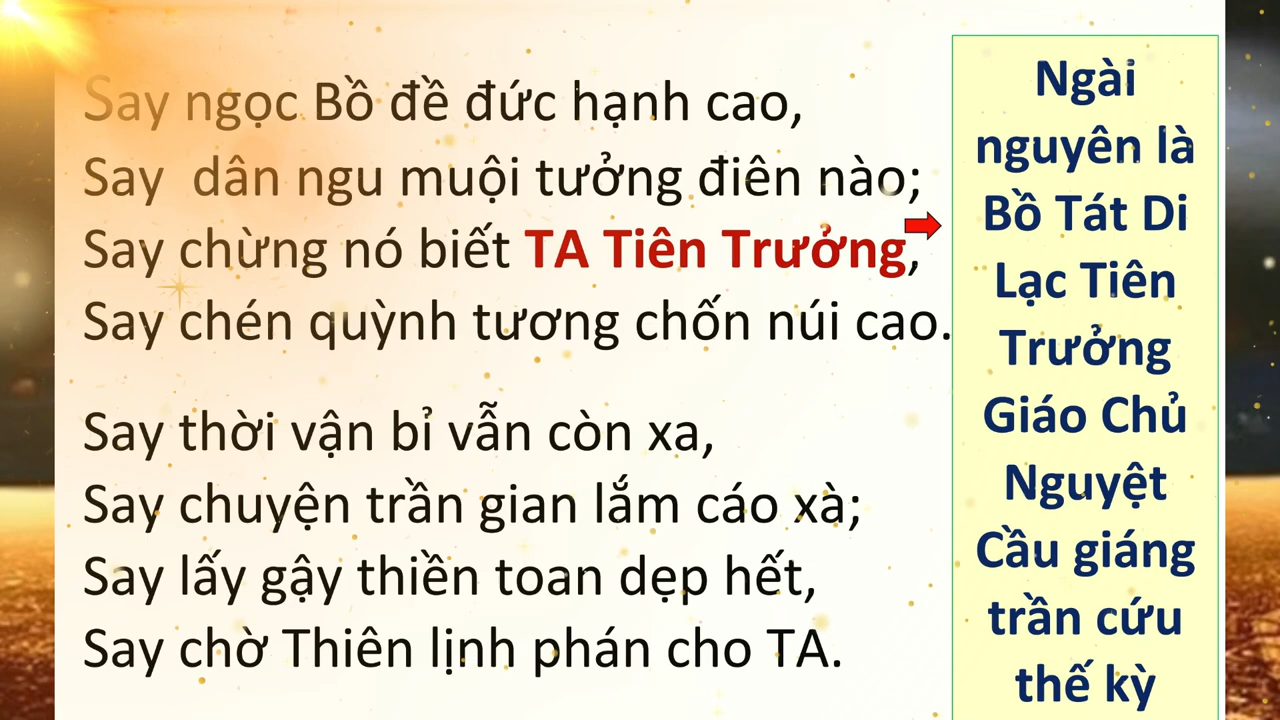 Say ngọc Bồ đề đức hạnh cao,
Say dân ngu muội tưởng điên nào;
Say chừng nó biết TA Tiên Trưởng,
Say chén quỳnh tương chốn núi cao.
Say thời vận bỉ vẫn còn xa,
Say chuyện trần gian lắm cáo xà;
Say lấy gậy thiền toan dẹp hết,
Say chờ Thiên lịnh phán cho TA.
Ngài
nguyên là
Bồ Tát Di
Lạc Tiên
Trưởng
Giáo Chủ
Nguyệt
Cầu giáng
trần cứu
thế kỳ